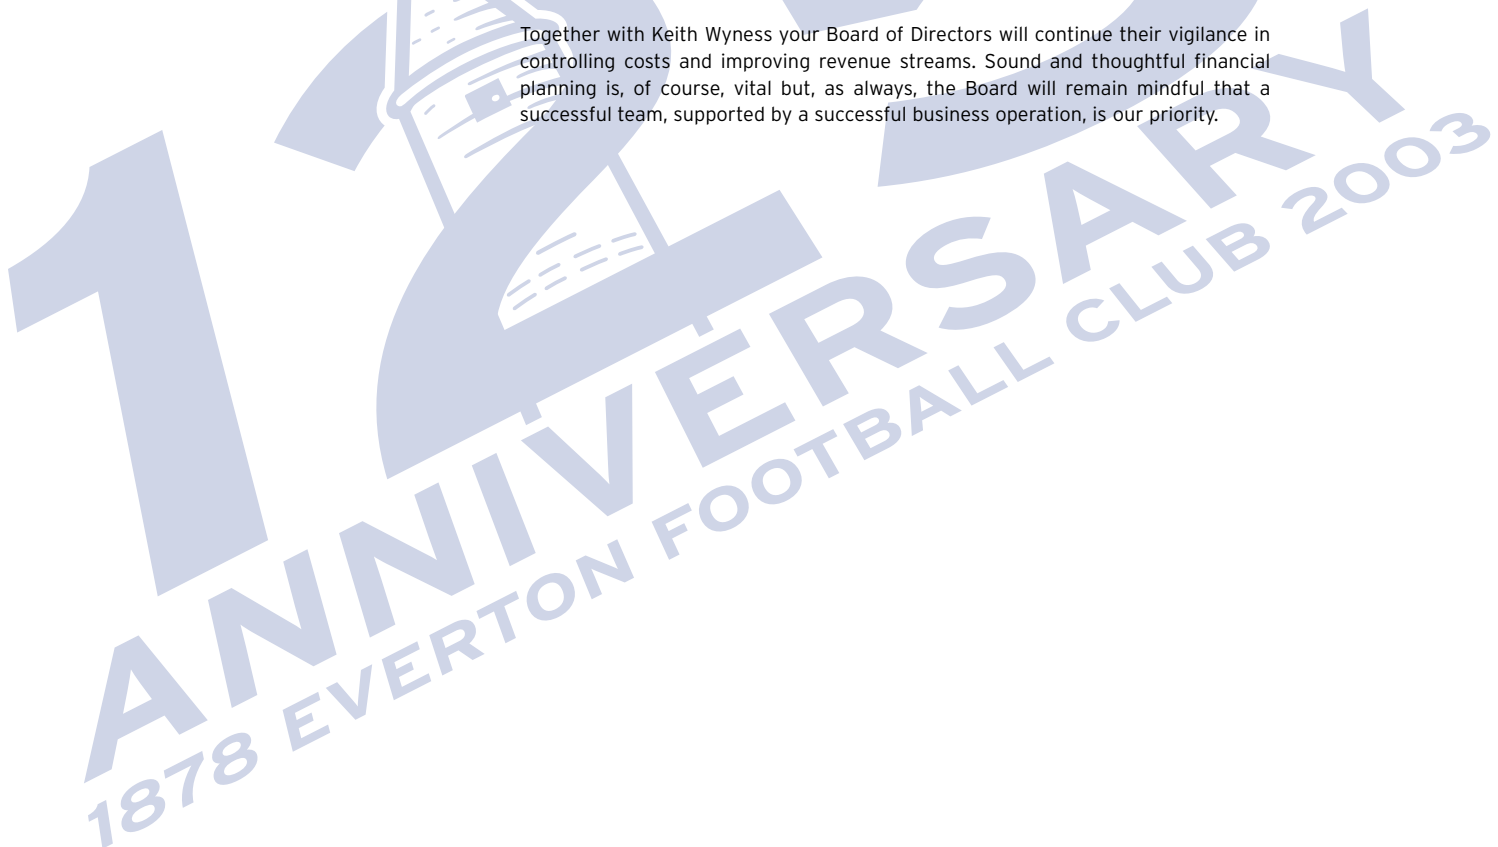 Together with Keith Wyness your Board of Directors will continue their vigilance in
controlling costs and improving revenue streams. Sound and thoughtful financial
planning is, of course, vital but, as always, the Board will remain mindful that a
successful team, supported by a successful business operation, is our priority.
12
ANNIVERSARY
1878 EVERTON FOOTBALL CLUB 2003